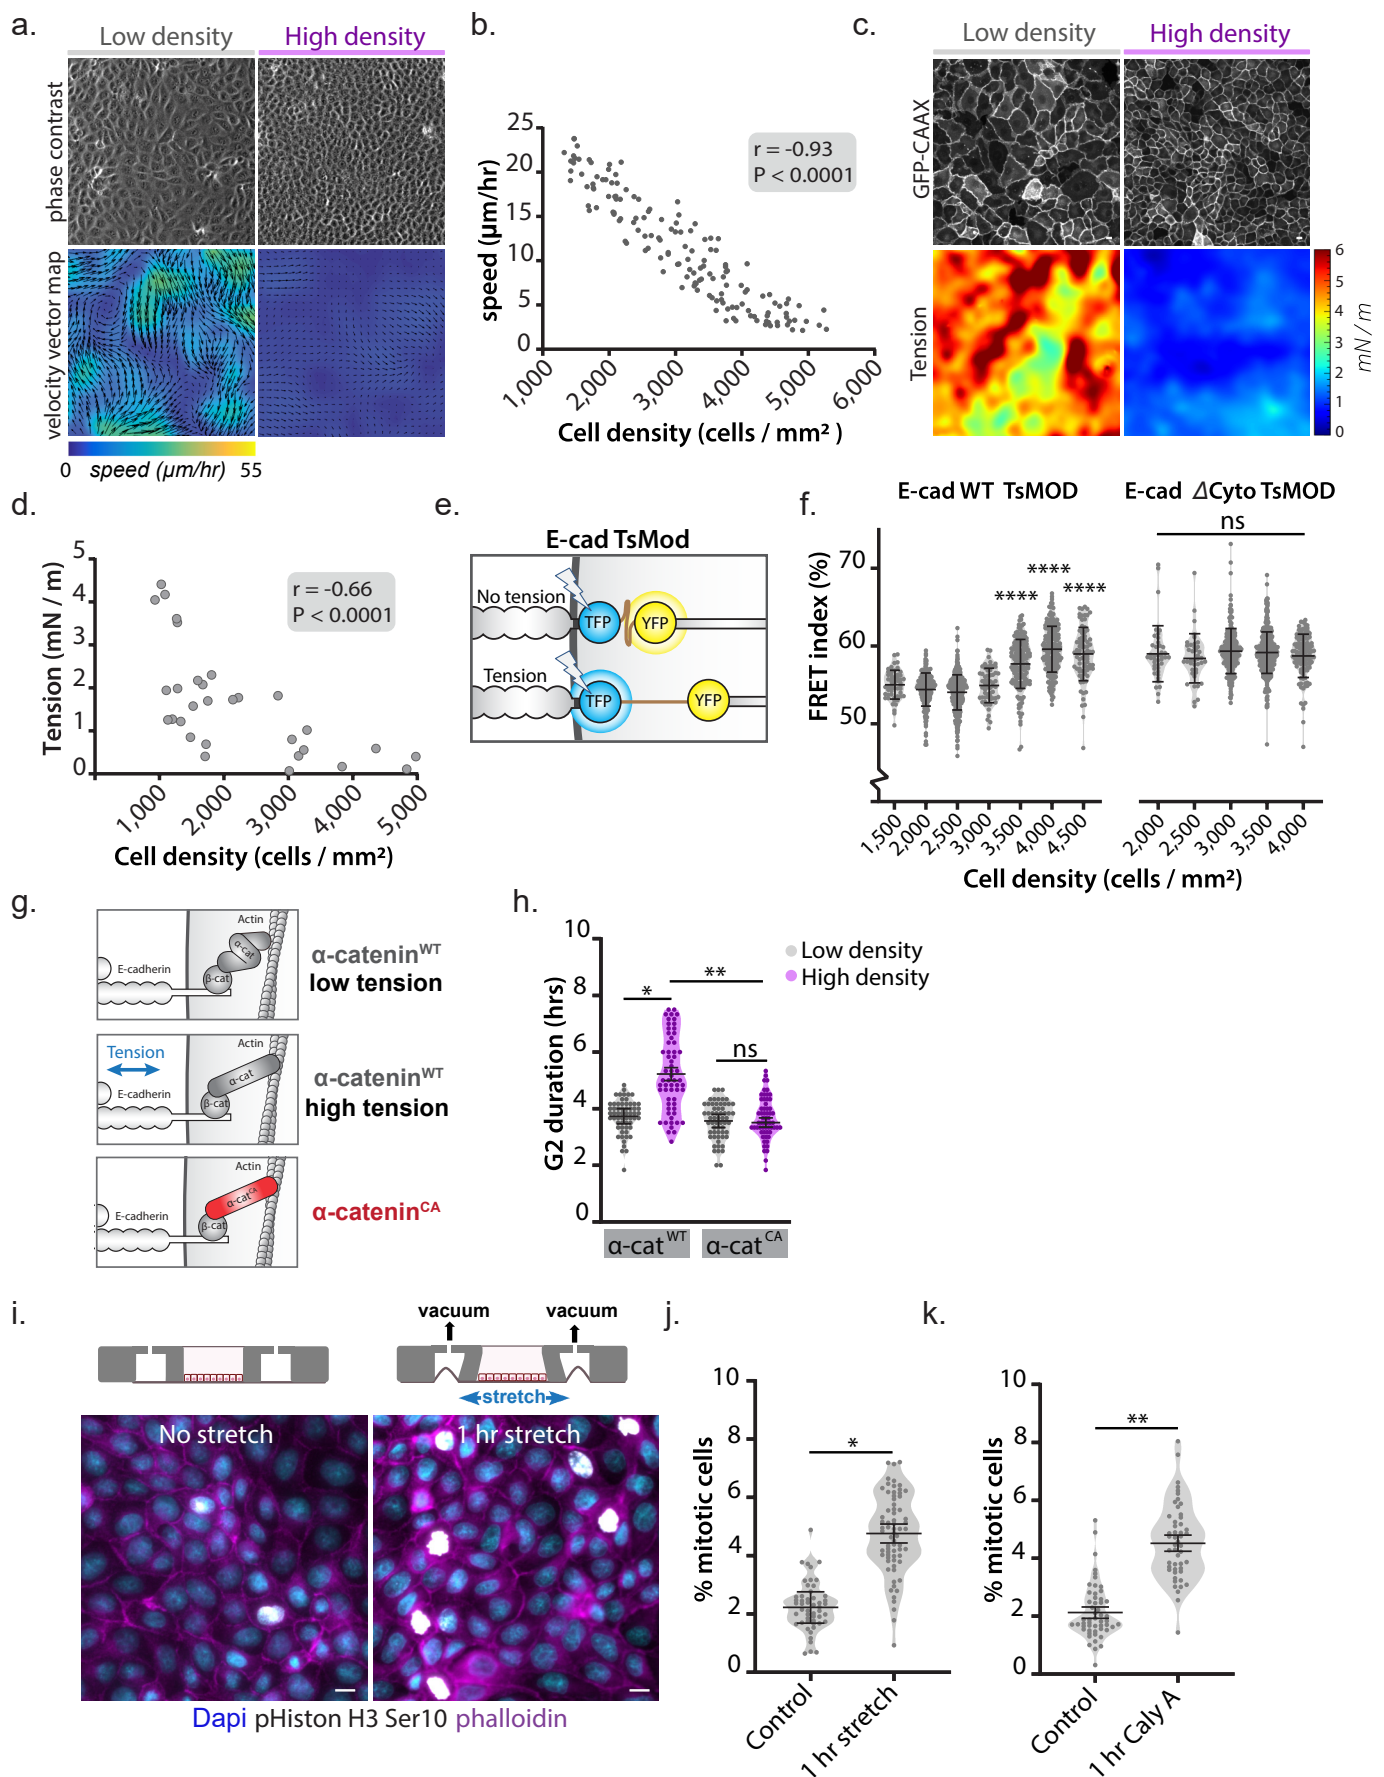 a.
Low density
High density
phase contrast
velocity vector map
0 speed (µm/hr) 55
b.
25
20
15
10
5
0
speed (µm/hr)
r = -0.93
P < 0.0001
1,000
2,000
3,000
4,000
5,000
6,000
Cell density (cells / mm² )
c.
Low density
High density
GFP-CAAX
Tension
6
5
4
3
2
1
0
mN / m
d.
5
4
3
2
1
0
Tension (mN / m)
r = -0.66
P < 0.0001
1,000
2,000
3,000
4,000
5,000
Cell density (cells / mm²)
e.
E-cad TsMod
No tension
TFP
YFP
Tension
TFP
YFP
f.
E-cad WT TsMOD
E-cad ΔCyto TsMOD
ns
FRET index (%)
70
60
50
****
****
****
1,500
2,000
2,500
3,000
3,500
4,000
4,500
2,000
2,500
3,000
3,500
4,000
Cell density (cells / mm²)
g.
Actin
α-cat
E-cadherin
β-cat
α-catenin^WT
low tension
Tension
Actin
α-cat
E-cadherin
β-cat
α-catenin^WT
high tension
Actin
α-cat^CA
E-cadherin
β-cat
α-catenin^CA
h.
10
8
6
4
2
0
G2 duration (hrs)
Low density
High density
*
**
ns
α-cat^WT
α-cat^CA
i.
vacuum
vacuum
stretch
No stretch
1 hr stretch
Dapi pHiston H3 Ser10 phalloidin
j.
10
8
6
4
2
0
% mitotic cells
*
Control
1 hr stretch
k.
10
8
6
4
2
0
% mitotic cells
**
Control
1 hr Caly A